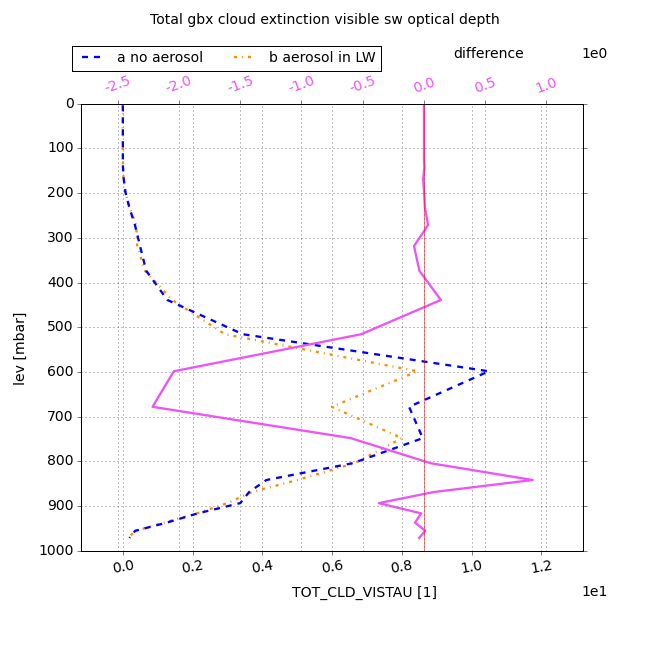 Total gbx cloud extinction visible sw optical depth
a no aerosol b aerosol in LW difference 1e0
-2.5 -2.0 -1.5 -1.0 -0.5 0.0 0.5 1.0
0
100
200
300
400
500
600
700
800
900
1000
lev [mbar]
0.0 0.2 0.4 0.6 0.8 1.0 1.2
TOT_CLD_VISTAU [1] 1e1